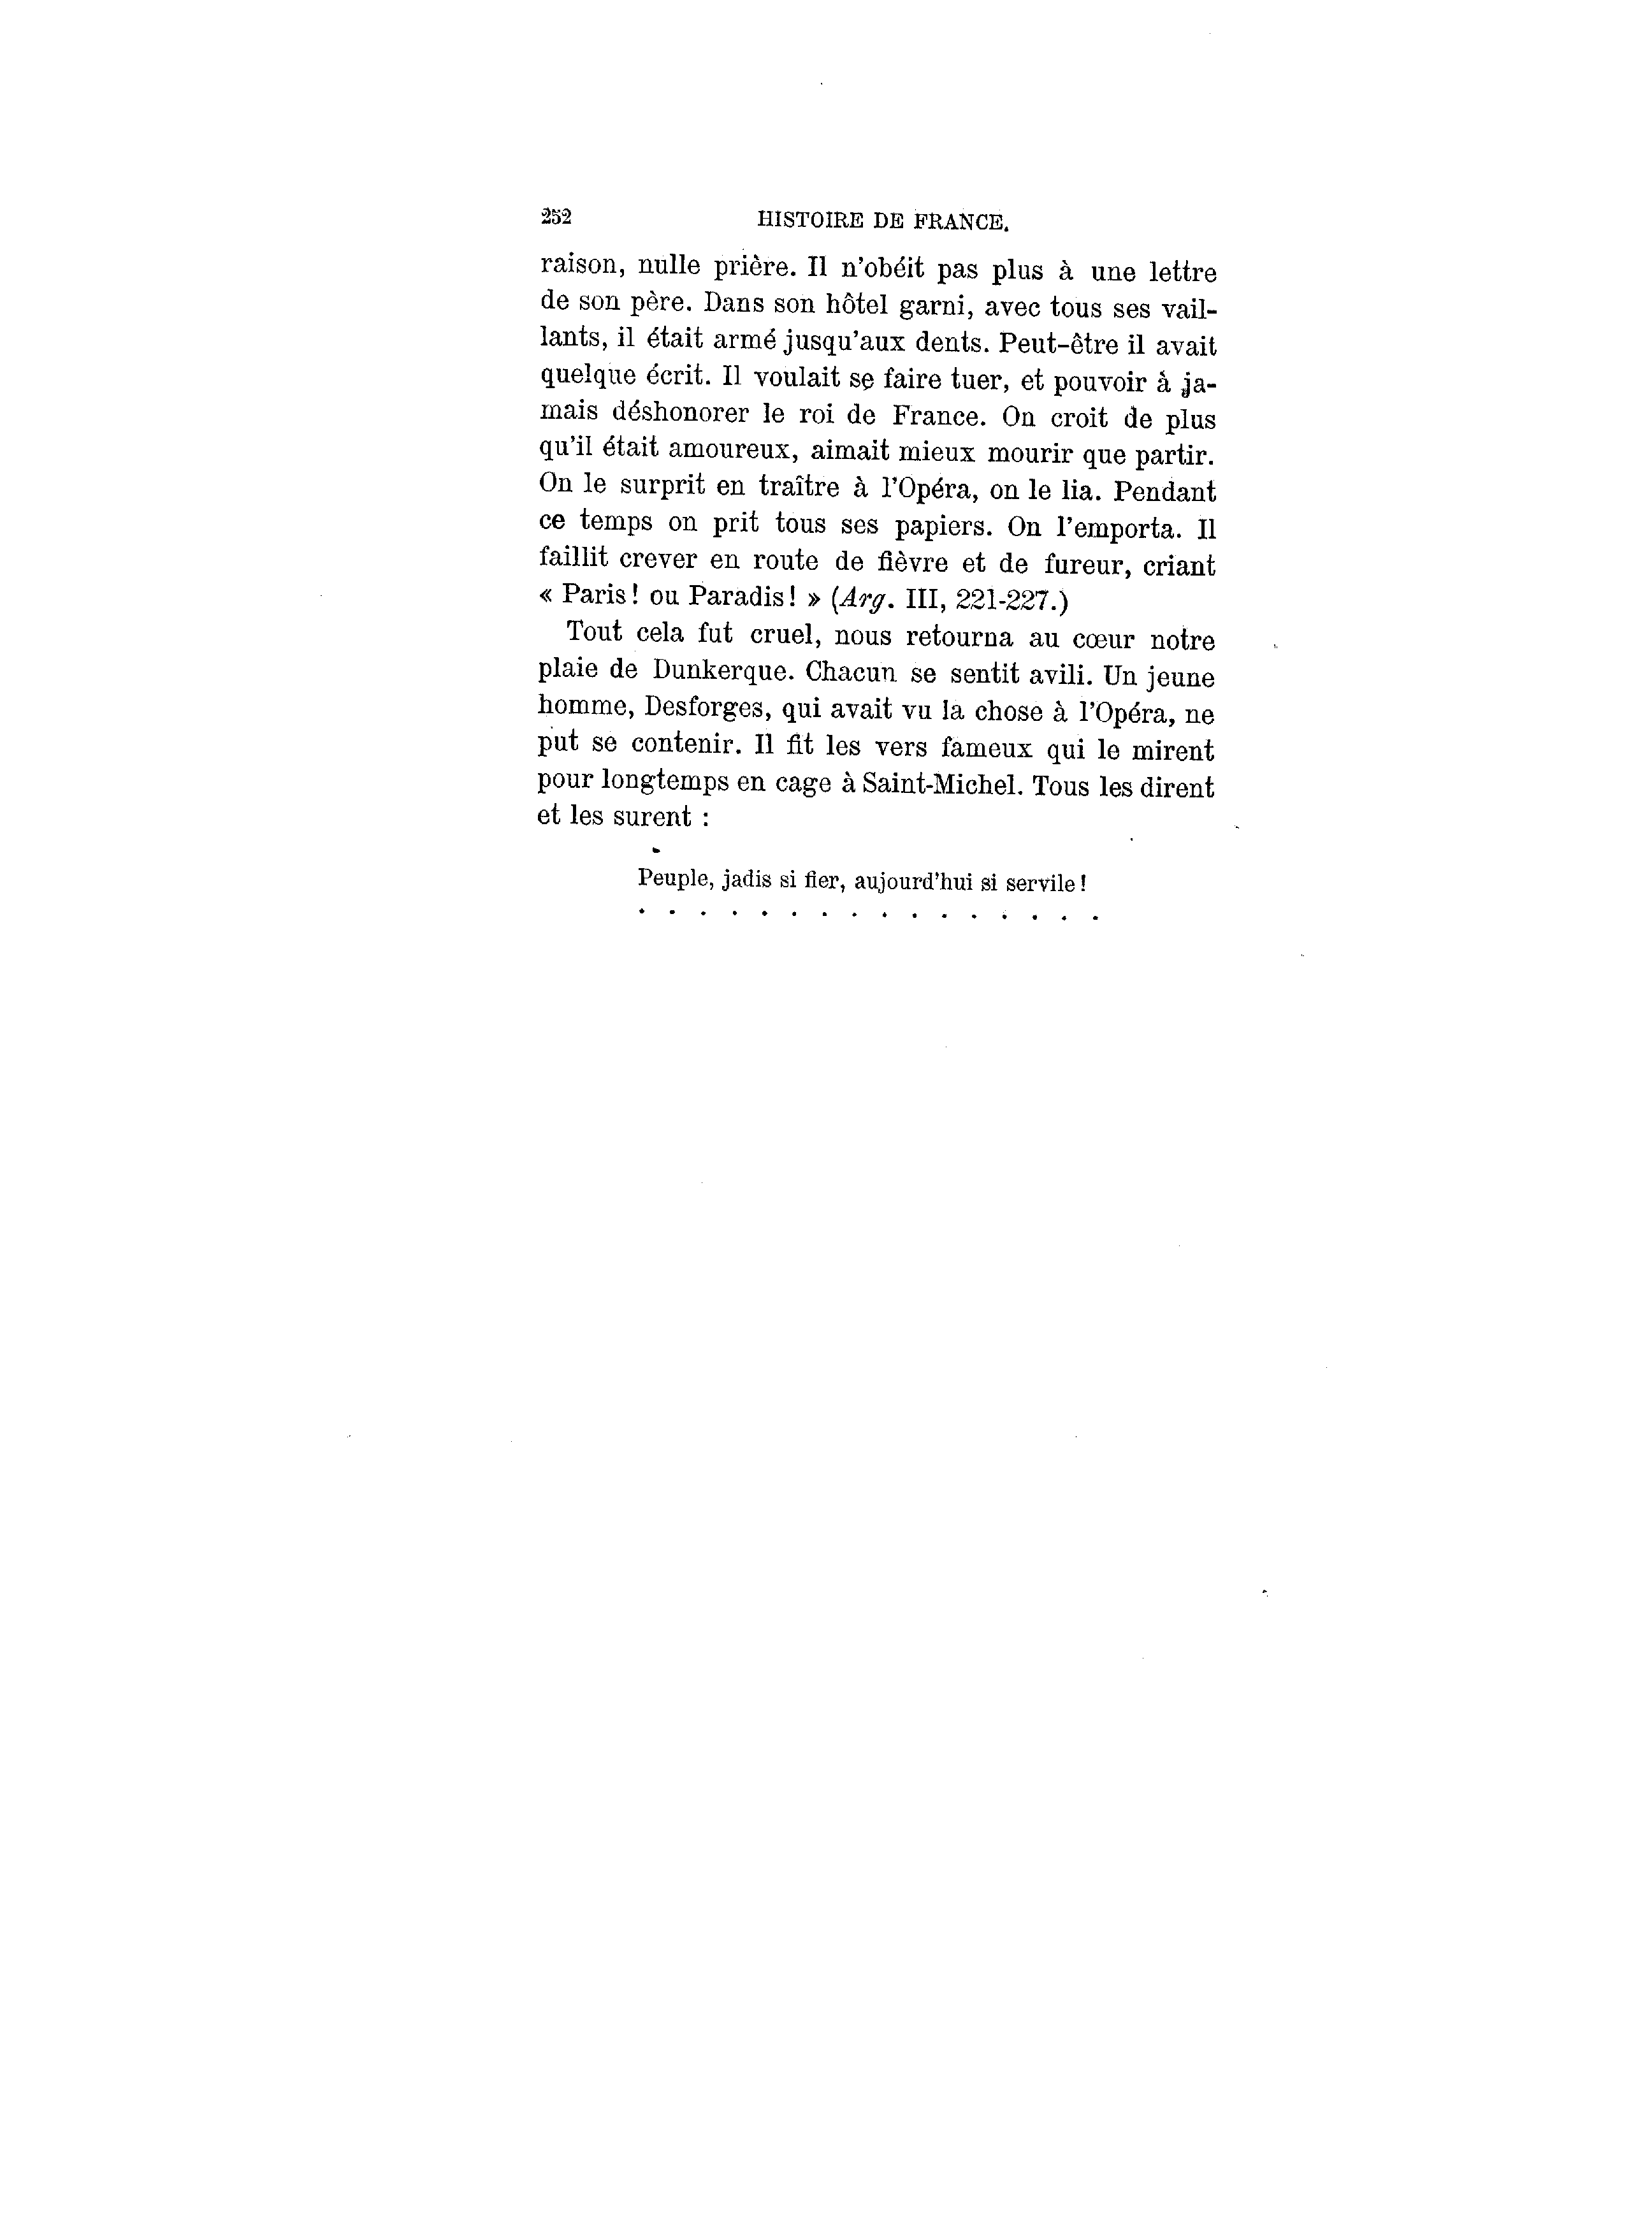 252 HISTOIRE DE FRANCE.
raison, nulle prière. Il n'obéit pas plus à une lettre
de son père. Dans son hôtel garni, avec tous ses vail-
lants, il était armé jusqu'aux dents. Peut-être il avait
quelque écrit. Il voulait se faire tuer, et pouvoir à ja-
mais déshonorer le roi de France. On croit de plus
qu'il était amoureux, aimait mieux mourir que partir.
On le surprit en traître à l'Opéra, on le lia. Pendant
ce temps on prit tous ses papiers. On l'emporta. Il
faillit crever en route de fièvre et de fureur, criant
« Paris! ou Paradis! » (Arg. III, 221-227.)
Tout cela fut cruel, nous retourna au cœur notre
plaie de Dunkerque. Chacun se sentit avili. Un jeune
homme, Desforges, qui avait vu la chose à l'Opéra, ne
put se contenir. Il fit les vers fameux qui le mirent
pour longtemps en cage à Saint-Michel. Tous les dirent
et les surent :
Peuple, jadis si fier, aujourd'hui si servile!
. . . . . . . . . . . . . . . .